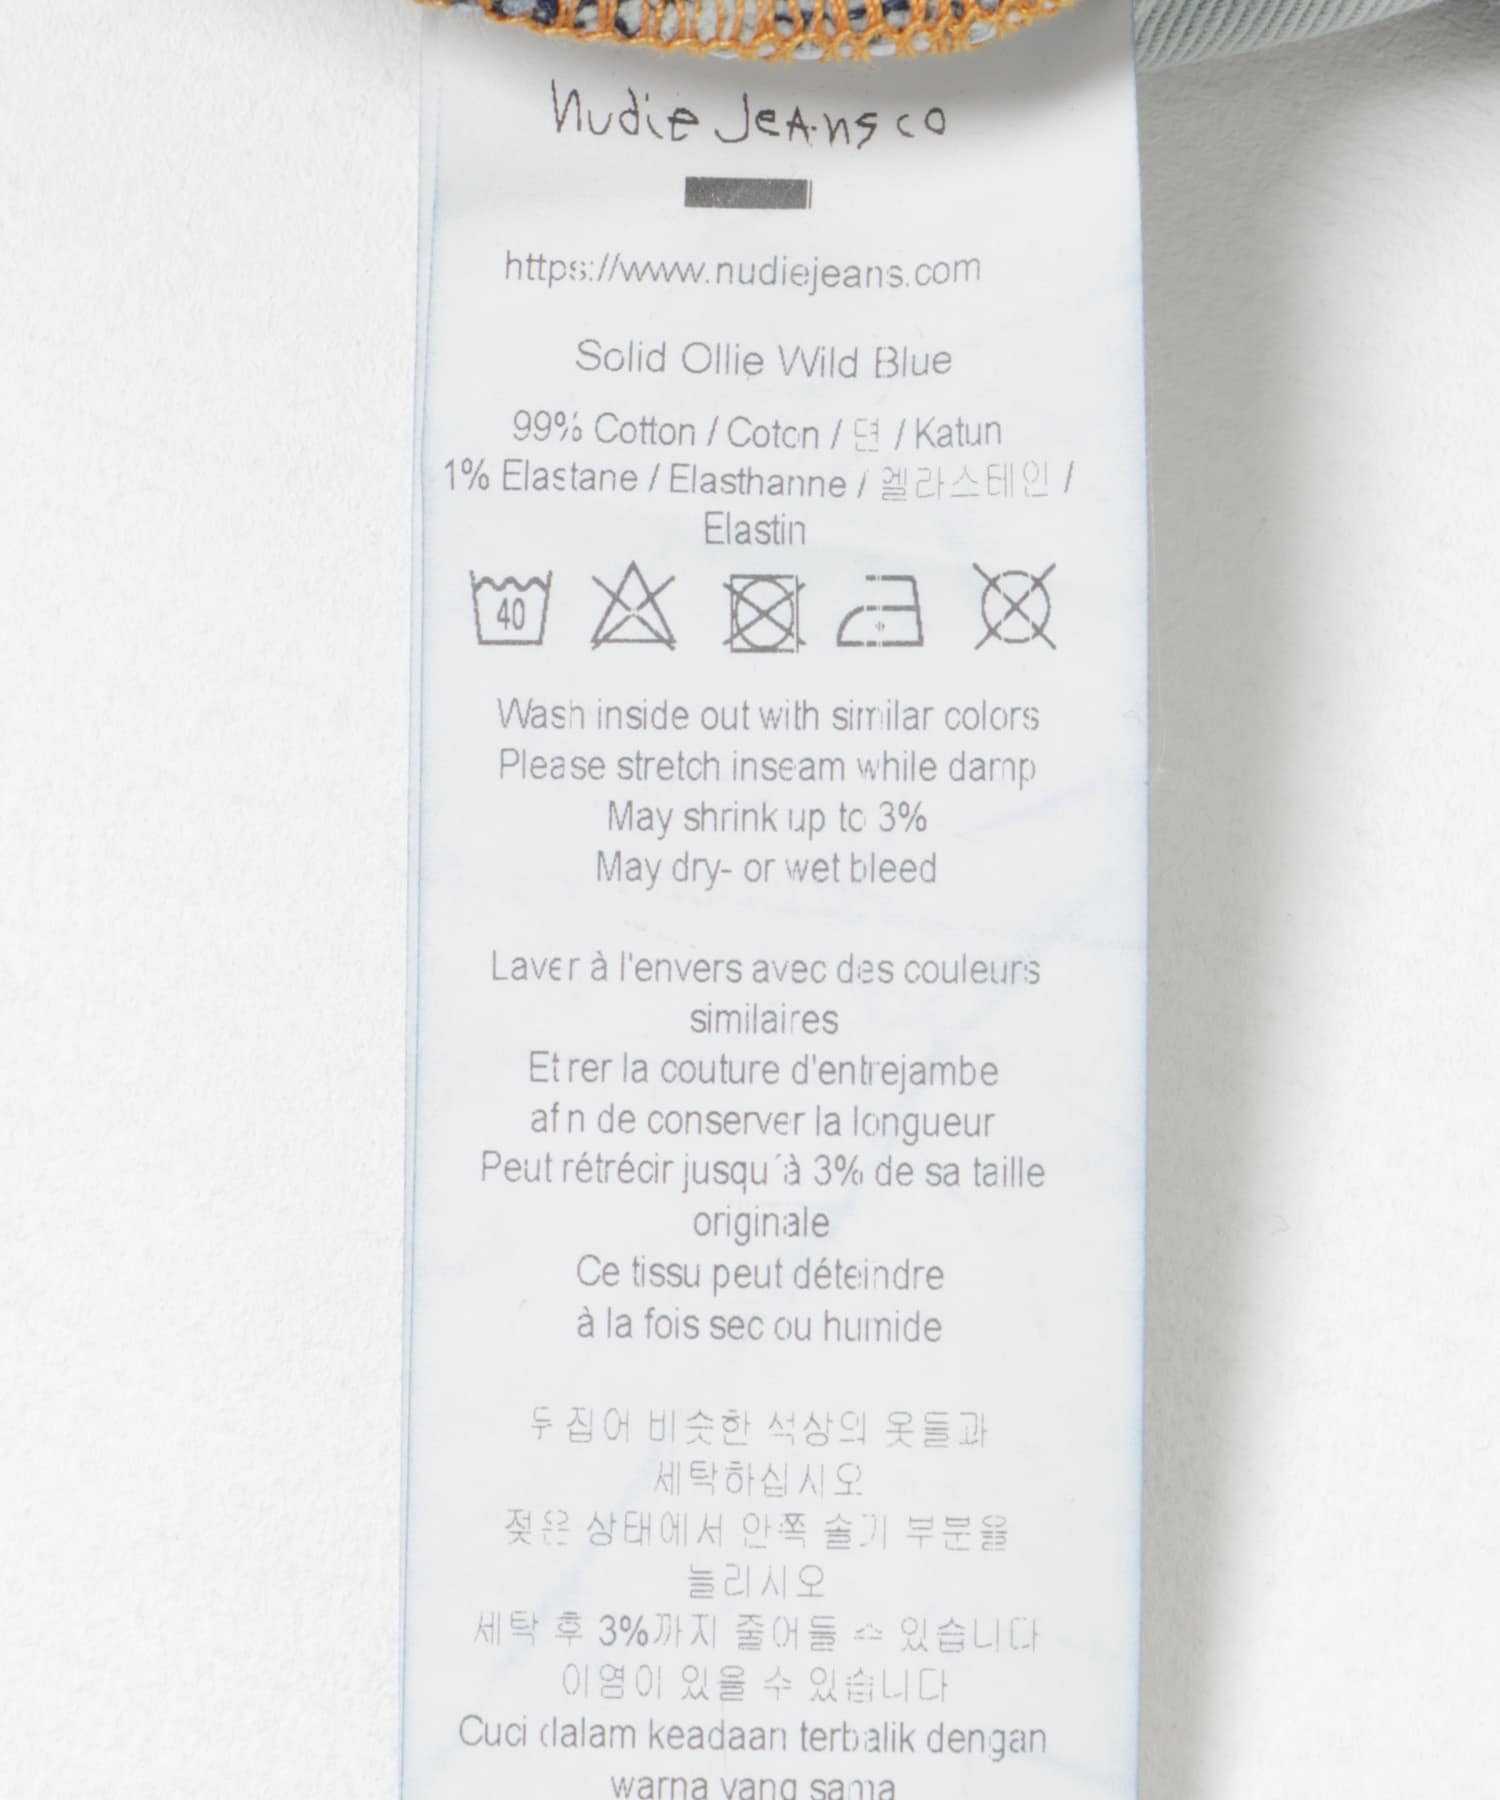 Nudie Jeans co
https://www.nudiejeans.com
Solid Ollie Wild Blue
99% Cotton / Coton / 면 / Katun
1% Elastane / Elasthanne / 엘라스테인 /
Elastin
40
Wash inside out with similar colors
Please stretch inseam while damp
May shrink up to 3%
May dry- or wet bleed
Laver à l'envers avec des couleurs
similaires
Etirer la couture d'entrejambe
afin de conserver la longueur
Peut rétrécir jusqu´à 3% de sa taille
originale
Ce tissu peut déteindre
à la fois sec ou humide
뒤집어 비슷한 색상의 옷들과
세탁하십시오
젖은 상태에서 안쪽 솔기 부분을
늘리시오
세탁 후 3%까지 줄어들 수 있습니다
이염이 있을 수 있습니다
Cuci dalam keadaan terbalik dengan
warna yang sama